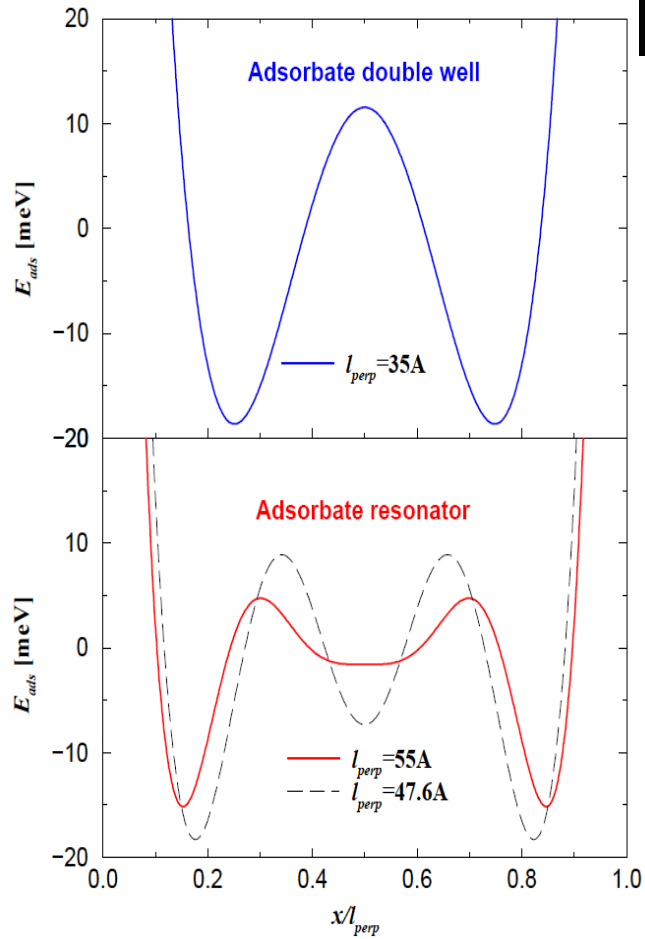 20
Adsorbate double well
10
E_ads [meV]
0
−10
l_perp=35A
−20
20
Adsorbate resonator
10
E_ads [meV]
0
−10
l_perp=55A
l_perp=47.6A
−20
0.0 0.2 0.4 0.6 0.8 1.0
x/l_perp